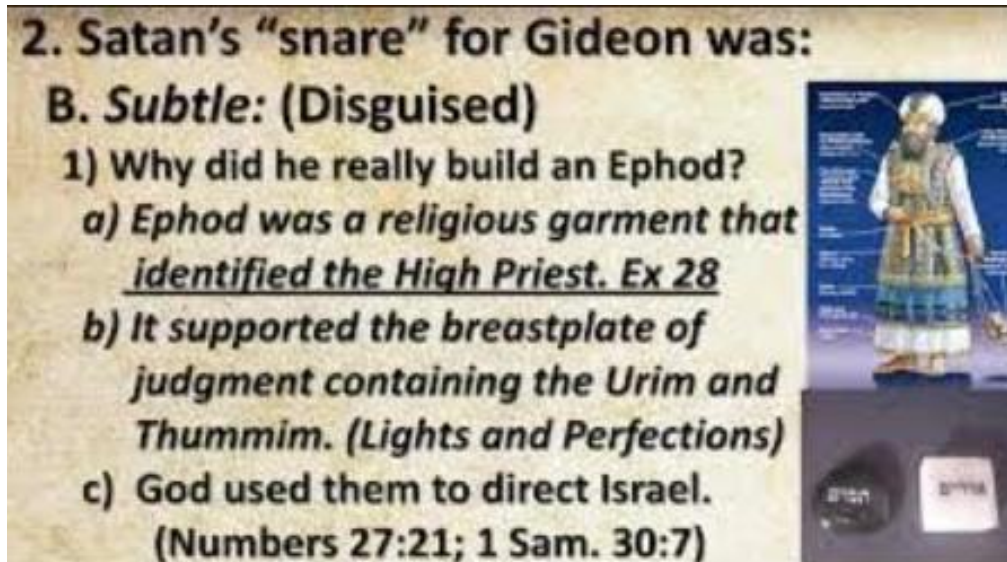 2. Satan's “snare” for Gideon was:
B. Subtle: (Disguised)
1) Why did he really build an Ephod?
a) Ephod was a religious garment that
identified the High Priest. Ex 28
b) It supported the breastplate of
judgment containing the Urim and
Thummim. (Lights and Perfections)
c) God used them to direct Israel.
(Numbers 27:21; 1 Sam. 30:7)